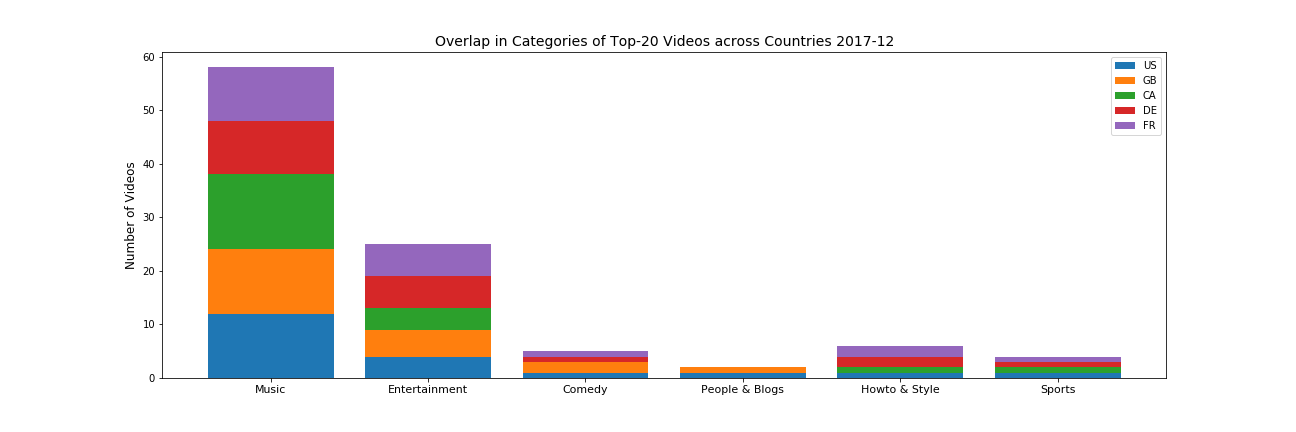 Overlap in Categories of Top-20 Videos across Countries 2017-12
Number of Videos
60
50
40
30
20
10
0
Music
Entertainment
Comedy
People & Blogs
Howto & Style
Sports
US
GB
CA
DE
FR